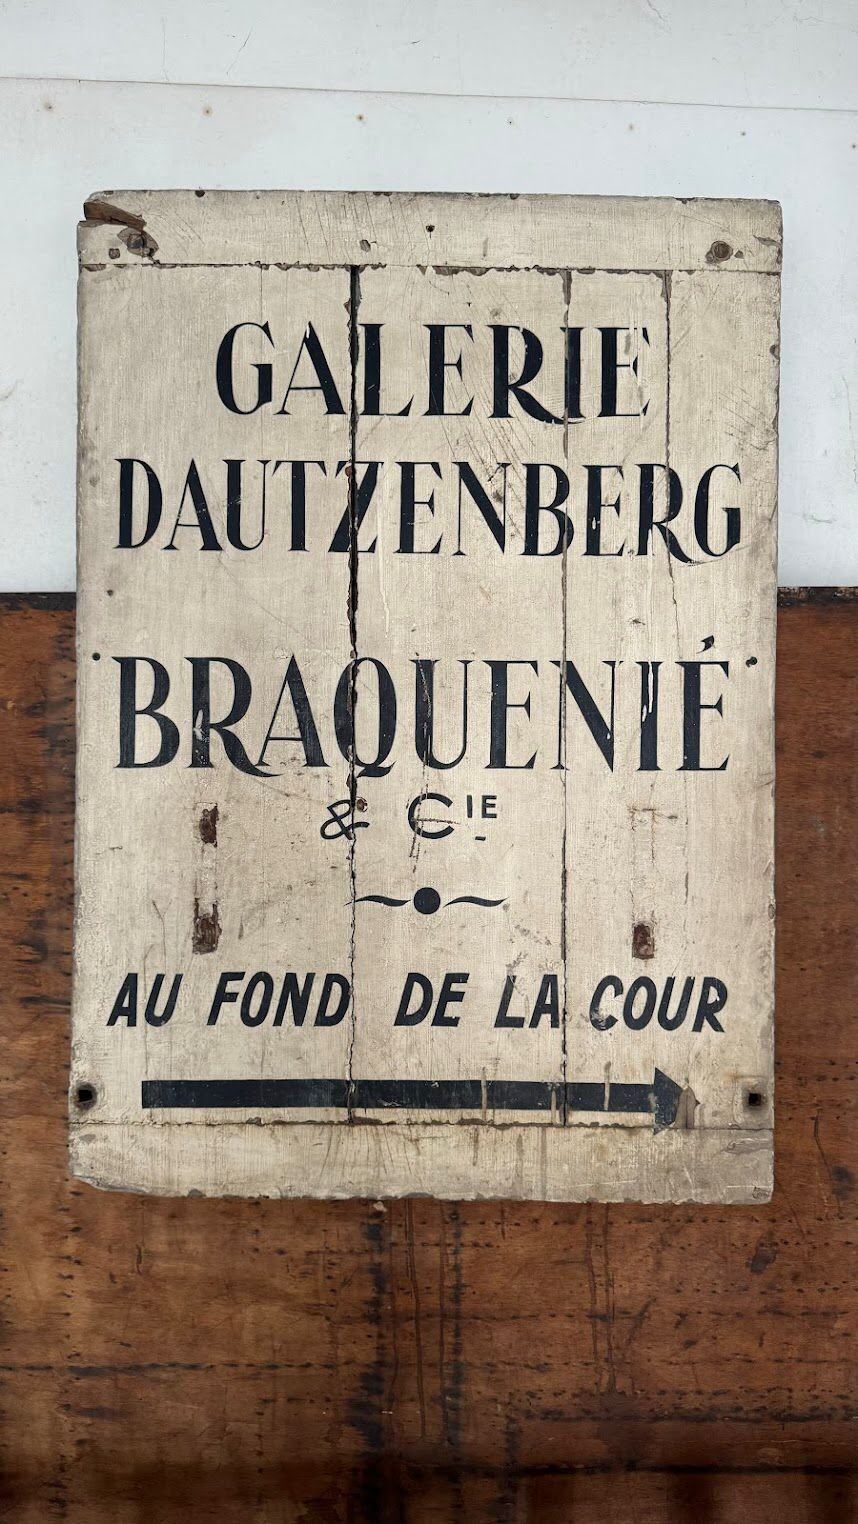 GALERIE
DAUTZENBERG
BRAQUENIÉ
& CIE
AU FOND DE LA COUR